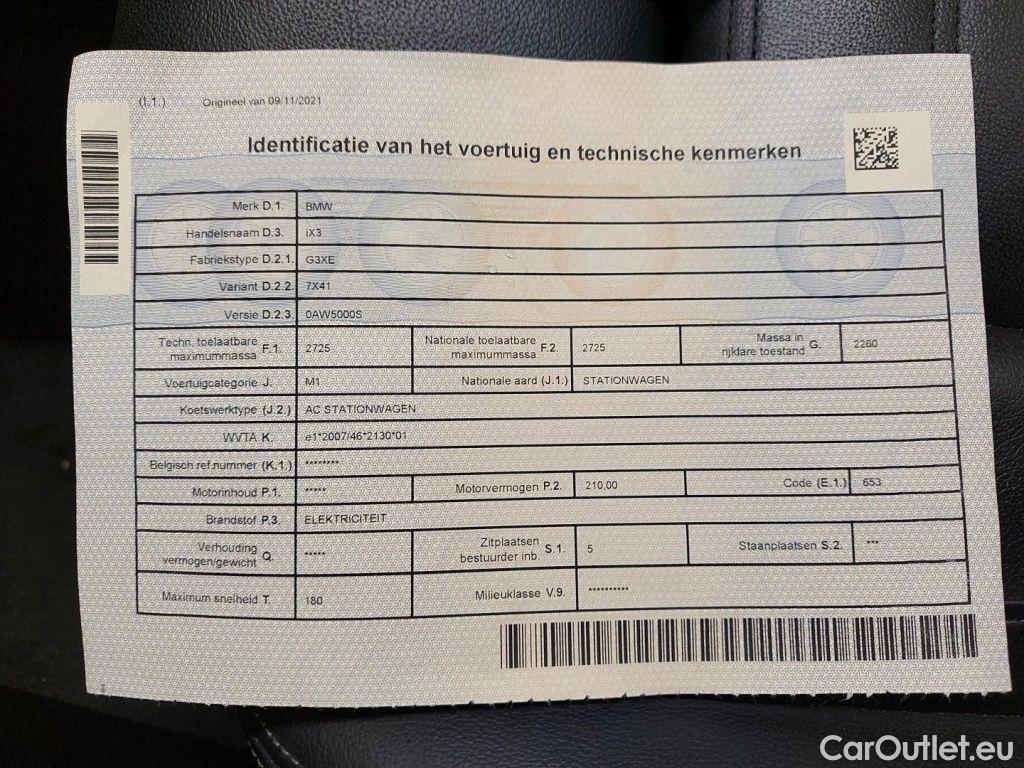 (I.1.) Origineel van 09/11/2021
Identificatie van het voertuig en technische kenmerken
Merk D.1. BMW
Handelsnaam D.3. iX3
Fabriekstype D.2.1. G3XE
Variant D.2.2. 7X41
Versie D.2.3. 0AW5000S
Techn. toelaatbare maximummassa F.1. 2725 Nationale toelaatbare maximummassa F.2. 2725 Massa in rijklare toestand G. 2260
Voertuigcategorie J. M1 Nationale aard (J.1.) STATIONWAGEN
Koetswerktype (J.2.) AC STATIONWAGEN
WVTA K. e1*2007/46*2130*01
Belgisch ref.nummer (K.1.) ********
Motorinhoud P.1. ***** Motorvermogen P.2. 210,00 Code (E.1.) 653
Brandstof P.3. ELEKTRICITEIT
Verhouding vermogen/gewicht Q. ***** Zitplaatsen bestuurder inb. S.1. 5 Staanplaatsen S.2. ***
Maximum snelheid T. 180 Milieuklasse V.9. **********
CarOutlet.eu